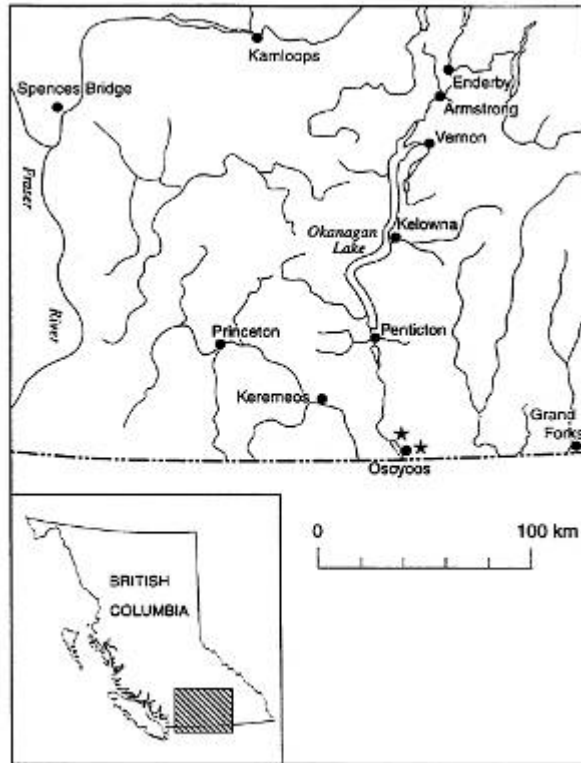 Kamloops
Enderby
Spences Bridge
Armstrong
Vernon
Fraser
Okanagan
Lake
Kelowna
River
Princeton
Penticton
Keremeos
Grand
Forks
Osoyoos
0 100 km
BRITISH
COLUMBIA